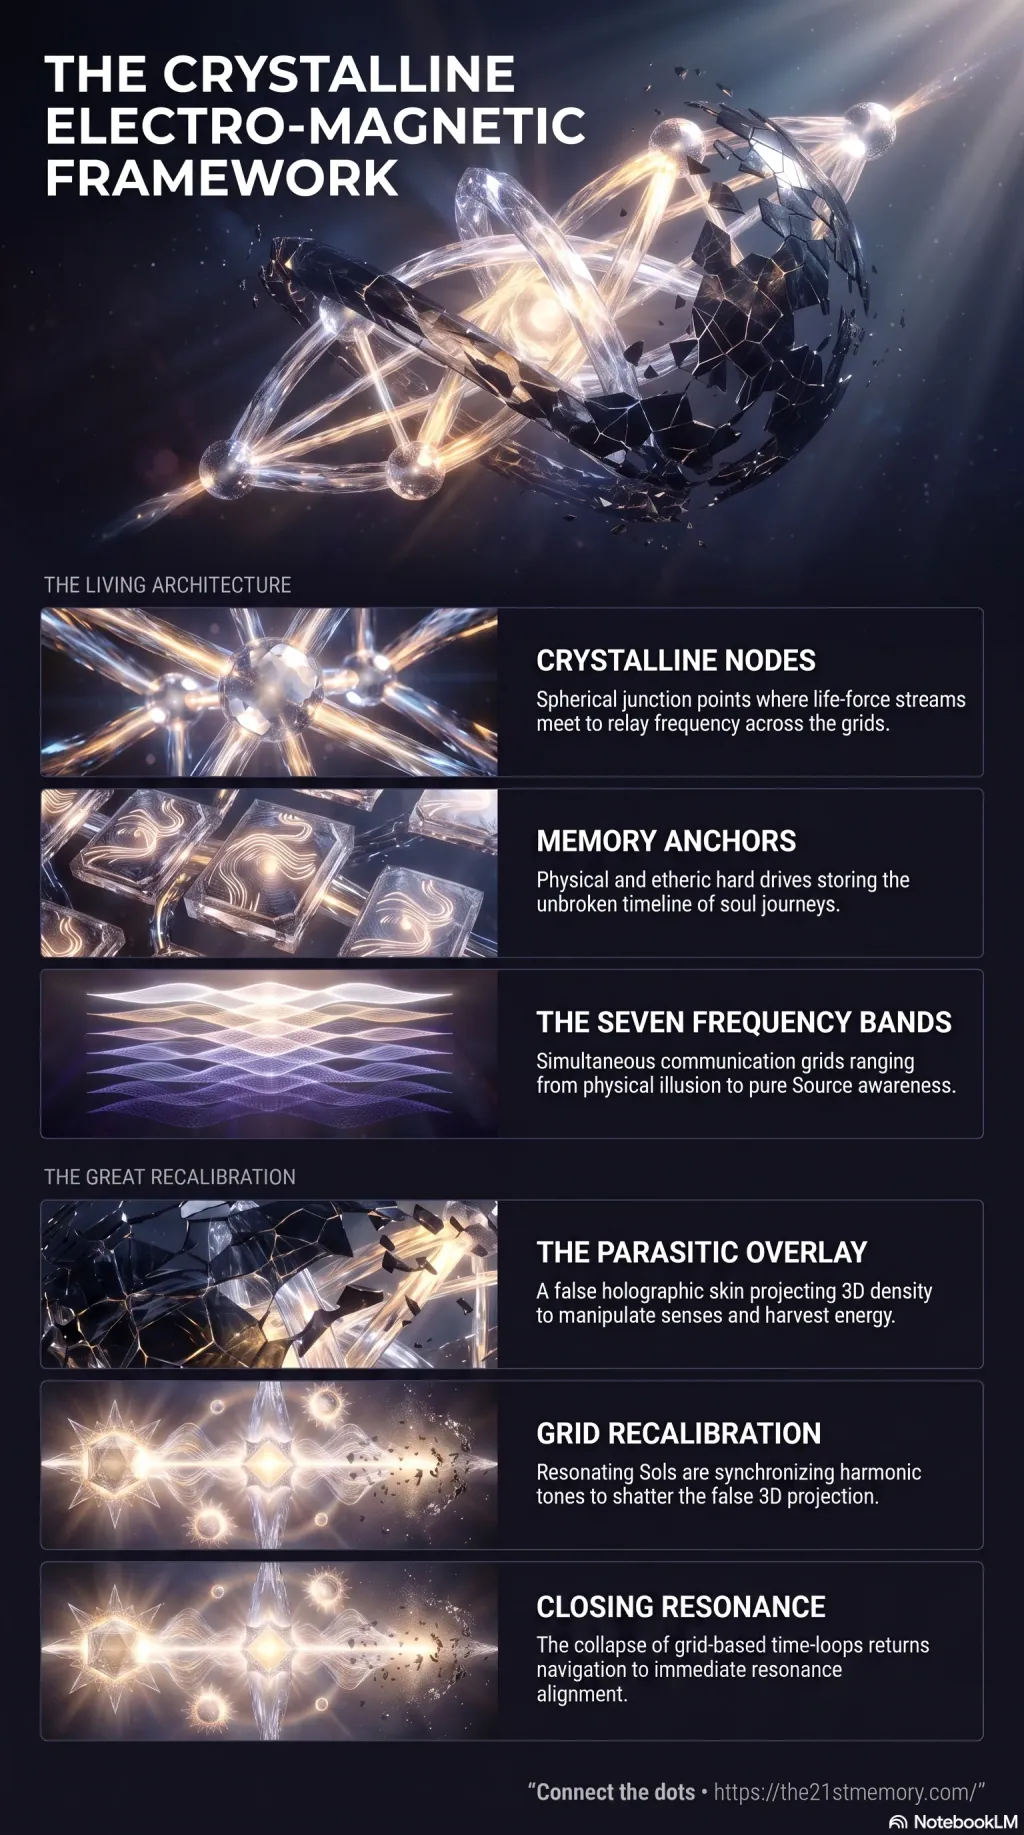 THE CRYSTALLINE
ELECTRO-MAGNETIC
FRAMEWORK
THE LIVING ARCHITECTURE
CRYSTALLINE NODES
Spherical junction points where life-force streams
meet to relay frequency across the grids.
MEMORY ANCHORS
Physical and etheric hard drives storing the
unbroken timeline of soul journeys.
THE SEVEN FREQUENCY BANDS
Simultaneous communication grids ranging
from physical illusion to pure Source awareness.
THE GREAT RECALIBRATION
THE PARASITIC OVERLAY
A false holographic skin projecting 3D density
to manipulate senses and harvest energy.
GRID RECALIBRATION
Resonating Sols are synchronizing harmonic
tones to shatter the false 3D projection.
CLOSING RESONANCE
The collapse of grid-based time-loops returns
navigation to immediate resonance
alignment.
“Connect the dots • https://the21stmemory.com/”
NotebookLM